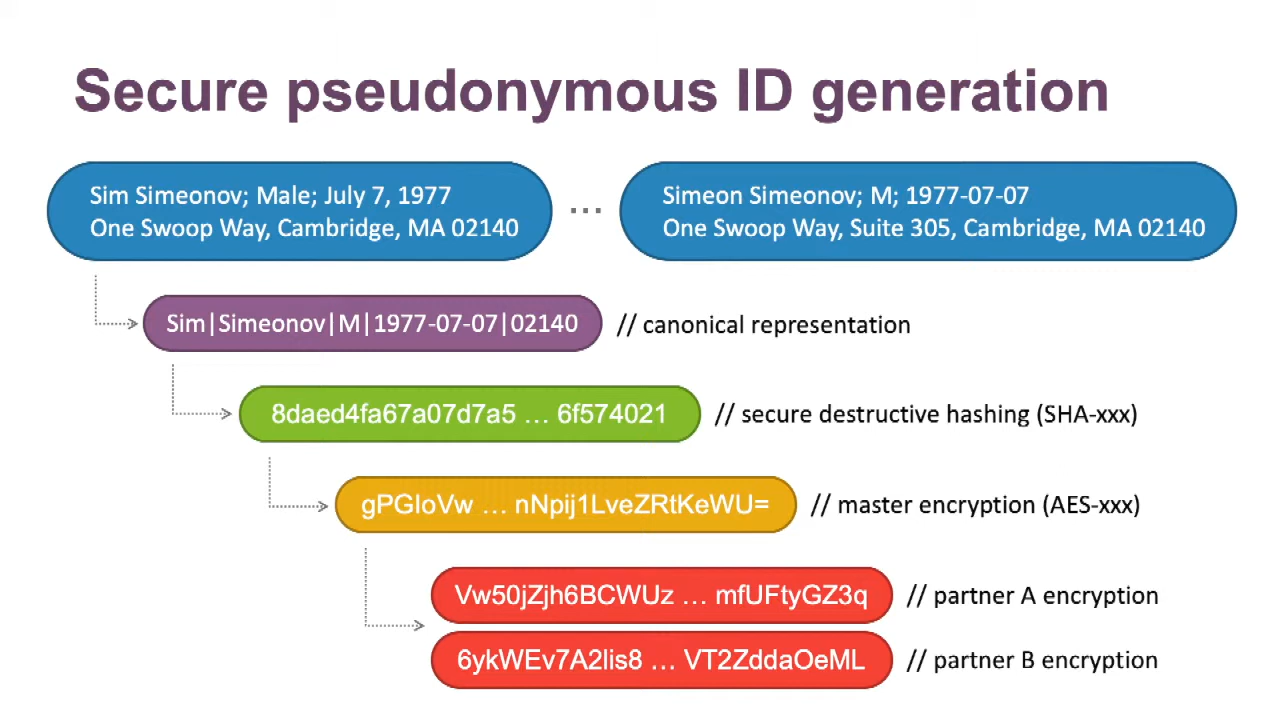 Secure pseudonymous ID generation
Sim Simeonov; Male; July 7, 1977
One Swoop Way, Cambridge, MA 02140
...
Simeon Simeonov; M; 1977-07-07
One Swoop Way, Suite 305, Cambridge, MA 02140
Sim|Simeonov|M|1977-07-07|02140
// canonical representation
8daed4fa67a07d7a5 … 6f574021
// secure destructive hashing (SHA-xxx)
gPGIoVw … nNpij1LveZRtKeWU=
// master encryption (AES-xxx)
Vw50jZjh6BCWUz … mfUFtyGZ3q
// partner A encryption
6ykWEv7A2lis8 … VT2ZddaOeML
// partner B encryption